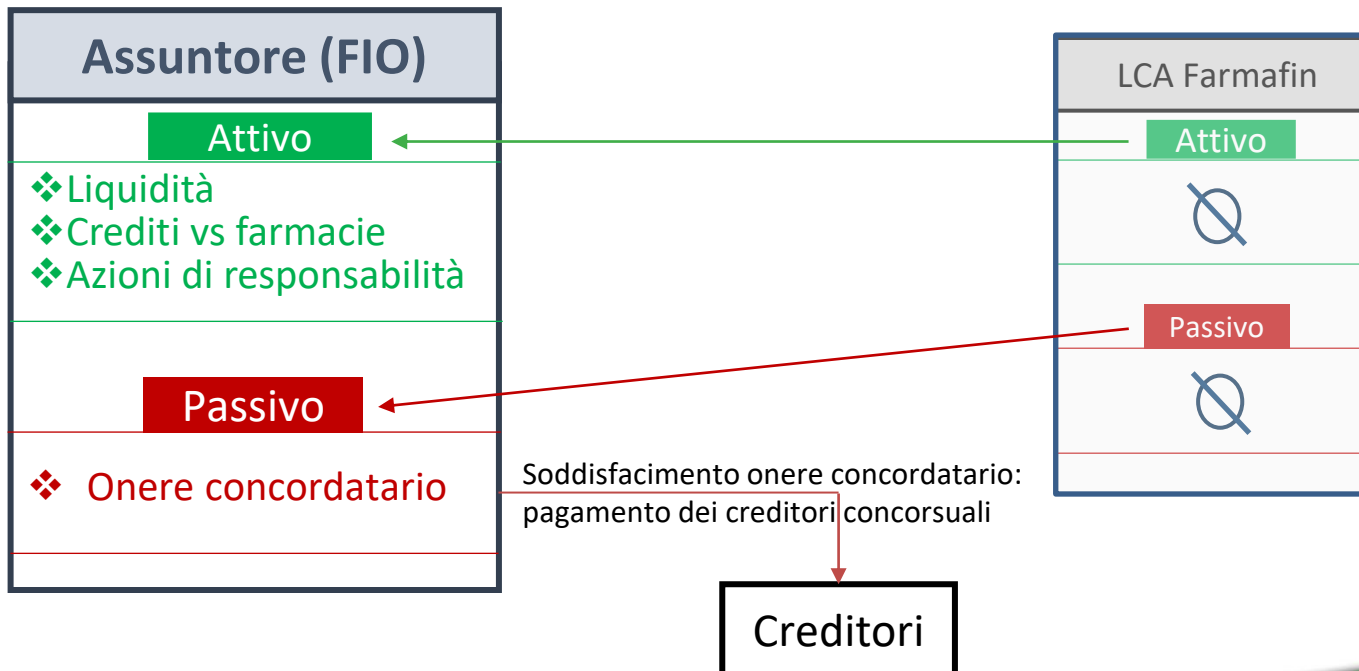 Assuntore (FIO)
Attivo
❖Liquidità
❖Crediti vs farmacie
❖Azioni di responsabilità
Passivo
❖ Onere concordatario
Soddisfacimento onere concordatario:
pagamento dei creditori concorsuali
Creditori
LCA Farmafin
Attivo
Passivo